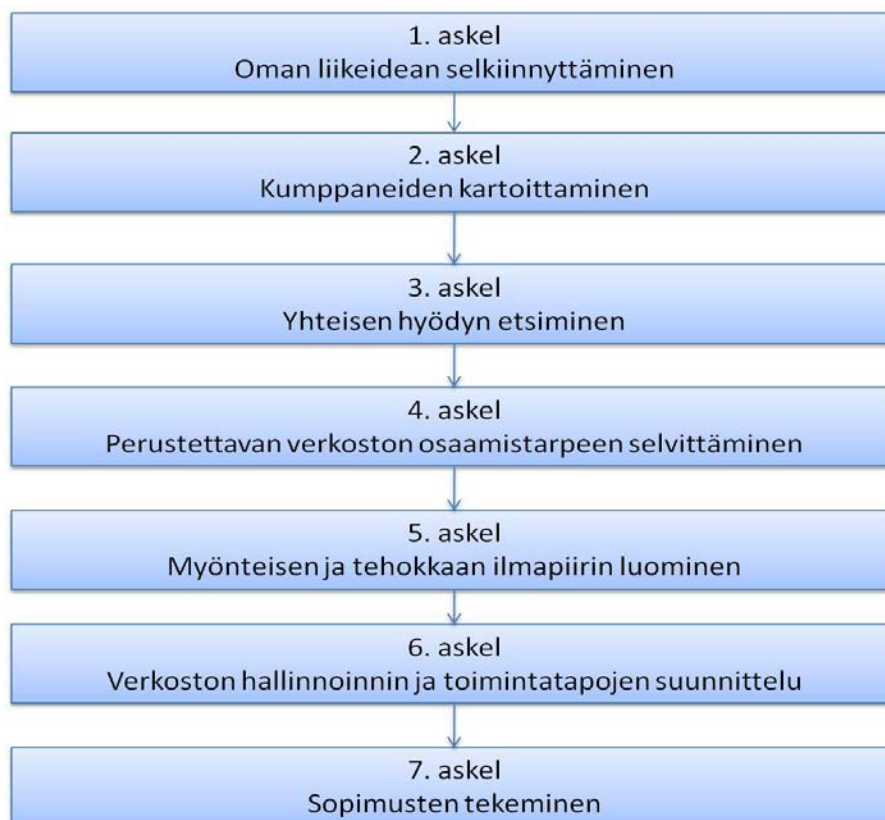 1. askel
Oman liikeidean selkiinnyttäminen
2. askel
Kumppaneiden kartoittaminen
3. askel
Yhteisen hyödyn etsiminen
4. askel
Perustettavan verkoston osaamistarpeen selvittäminen
5. askel
Myönteisen ja tehokkaan ilmapiirin luominen
6. askel
Verkoston hallinnoinnin ja toimintatapojen suunnittelu
7. askel
Sopimusten tekeminen